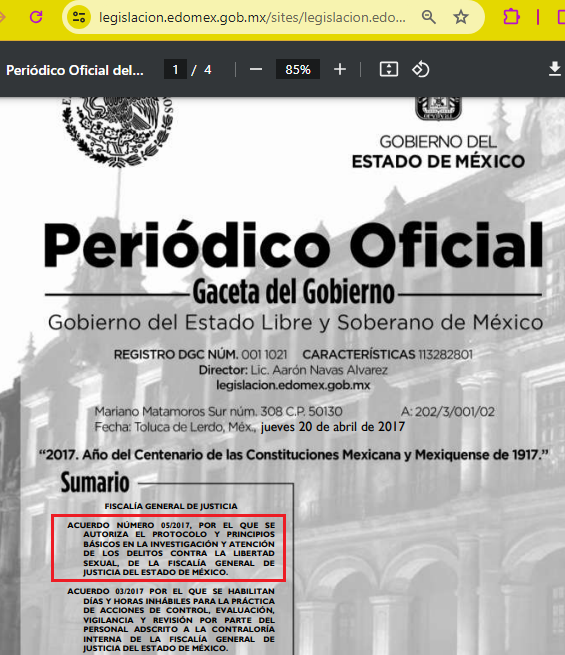 legislacion.edomex.gob.mx/sites/legislacion.edo...
Periódico Oficial del... 1 / 4 85%
GOBIERNO DEL
ESTADO DE MÉXICO
Periódico Oficial
Gaceta del Gobierno
Gobierno del Estado Libre y Soberano de México
REGISTRO DGC NÚM. 001 1021 CARACTERÍSTICAS 113282801
Director: Lic. Aarón Navas Alvarez
legislacion.edomex.gob.mx
Mariano Matamoros Sur núm. 308 C.P. 50130 A: 202/3/001/02
Fecha: Toluca de Lerdo, Méx., jueves 20 de abril de 2017
“2017. Año del Centenario de las Constituciones Mexicana y Mexiquense de 1917.”
Sumario
FISCALÍA GENERAL DE JUSTICIA
ACUERDO NÚMERO 05/2017, POR EL QUE SE
AUTORIZA EL PROTOCOLO Y PRINCIPIOS
BÁSICOS EN LA INVESTIGACIÓN Y ATENCIÓN
DE LOS DELITOS CONTRA LA LIBERTAD
SEXUAL, DE LA FISCALÍA GENERAL DE
JUSTICIA DEL ESTADO DE MÉXICO.
ACUERDO 03/2017 POR EL QUE SE HABILITAN
DÍAS Y HORAS INHÁBILES PARA LA PRÁCTICA
DE ACCIONES DE CONTROL, EVALUACIÓN,
VIGILANCIA Y REVISIÓN POR PARTE DEL
PERSONAL ADSCRITO A LA CONTRALORÍA
INTERNA DE LA FISCALÍA GENERAL DE
JUSTICIA DEL ESTADO DE MÉXICO.